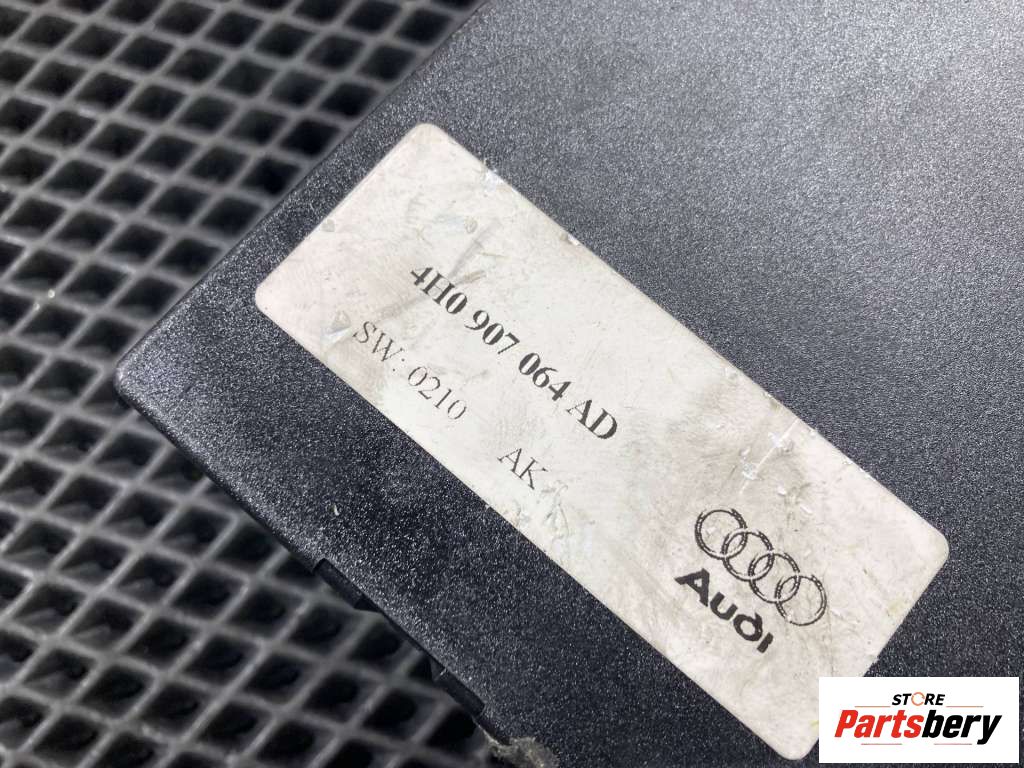 4H0 907 064 AD
SW: 0210 AK
Audi
STORE
Partsbery